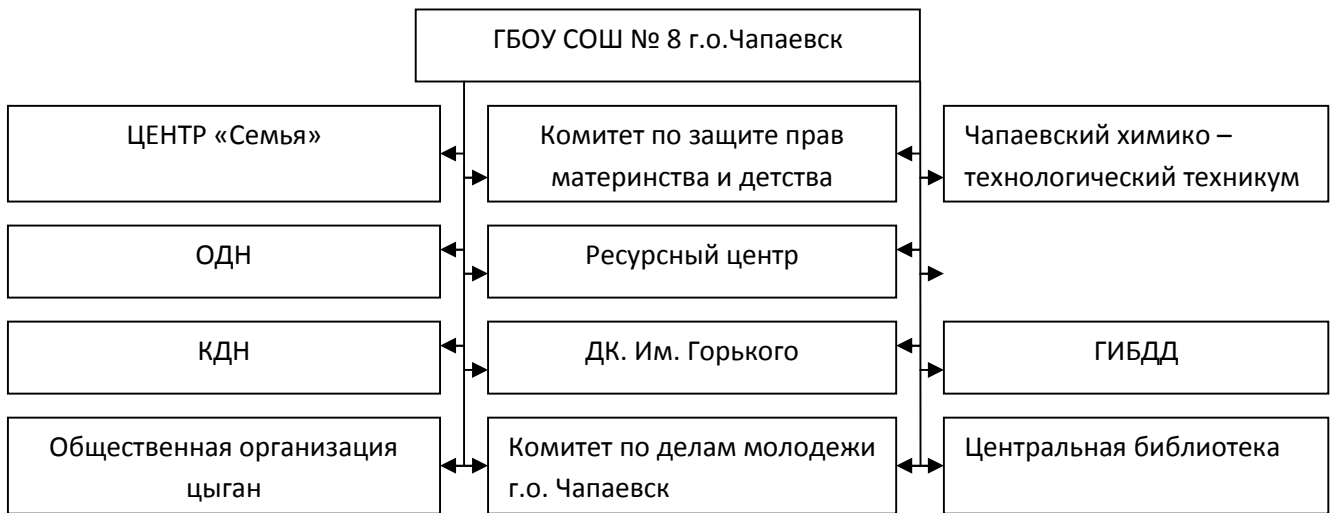 ГБОУ СОШ № 8 г.о.Чапаевск
ЦЕНТР «Семья»
Комитет по защите прав
материнства и детства
Чапаевский химико –
технологический техникум
ОДН
Ресурсный центр
КДН
ДК. Им. Горького
ГИБДД
Общественная организация
цыган
Комитет по делам молодежи
г.о. Чапаевск
Центральная библиотека